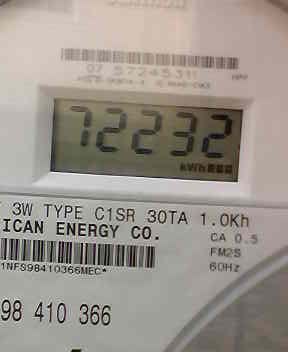 07 57245311
72232
kWh
3W TYPE C1SR 30TA 1.0Kh
ICAN ENERGY CO.
CA 0.5
FM2S
60Hz
1NFS98410366MEC*
98 410 366